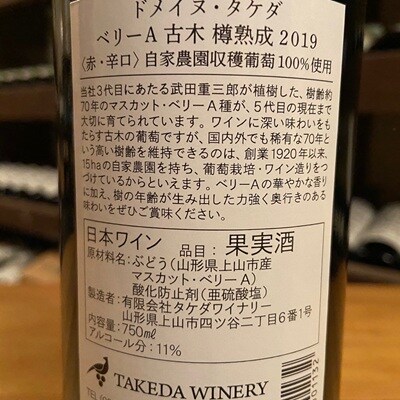 ドメイヌ・タケダ
ベリーA 古木 樽熟成 2019
〈赤・辛口〉自家農園収穫葡萄100%使用
当社3代目にあたる武田重三郎が植樹した、樹齢約
70年のマスカット・ベリーA種が、5代目の現在まで
大切に育てられています。ワインに深い味わいをも
たらす古木の葡萄ですが、国内外でも稀有な70年と
いう高い樹齢を維持できるのは、創業1920年以来、
15haの自家農園を持ち、葡萄栽培・ワイン造りをつ
づけているからといえます。ベリーAの華やかな香り
に加え、樹の年齢が生み出した力強く奥行きのある
味わいをぜひご賞味ください。
日本ワイン 品目：果実酒
原材料名：ぶどう（山形県上山市産
マスカット・ベリーA）
酸化防止剤（亜硫酸塩）
製造者：有限会社タケダワイナリー
山形県上山市四ツ谷二丁目6番1号
内容量：750ml
アルコール分：11%
TAKEDA WINERY